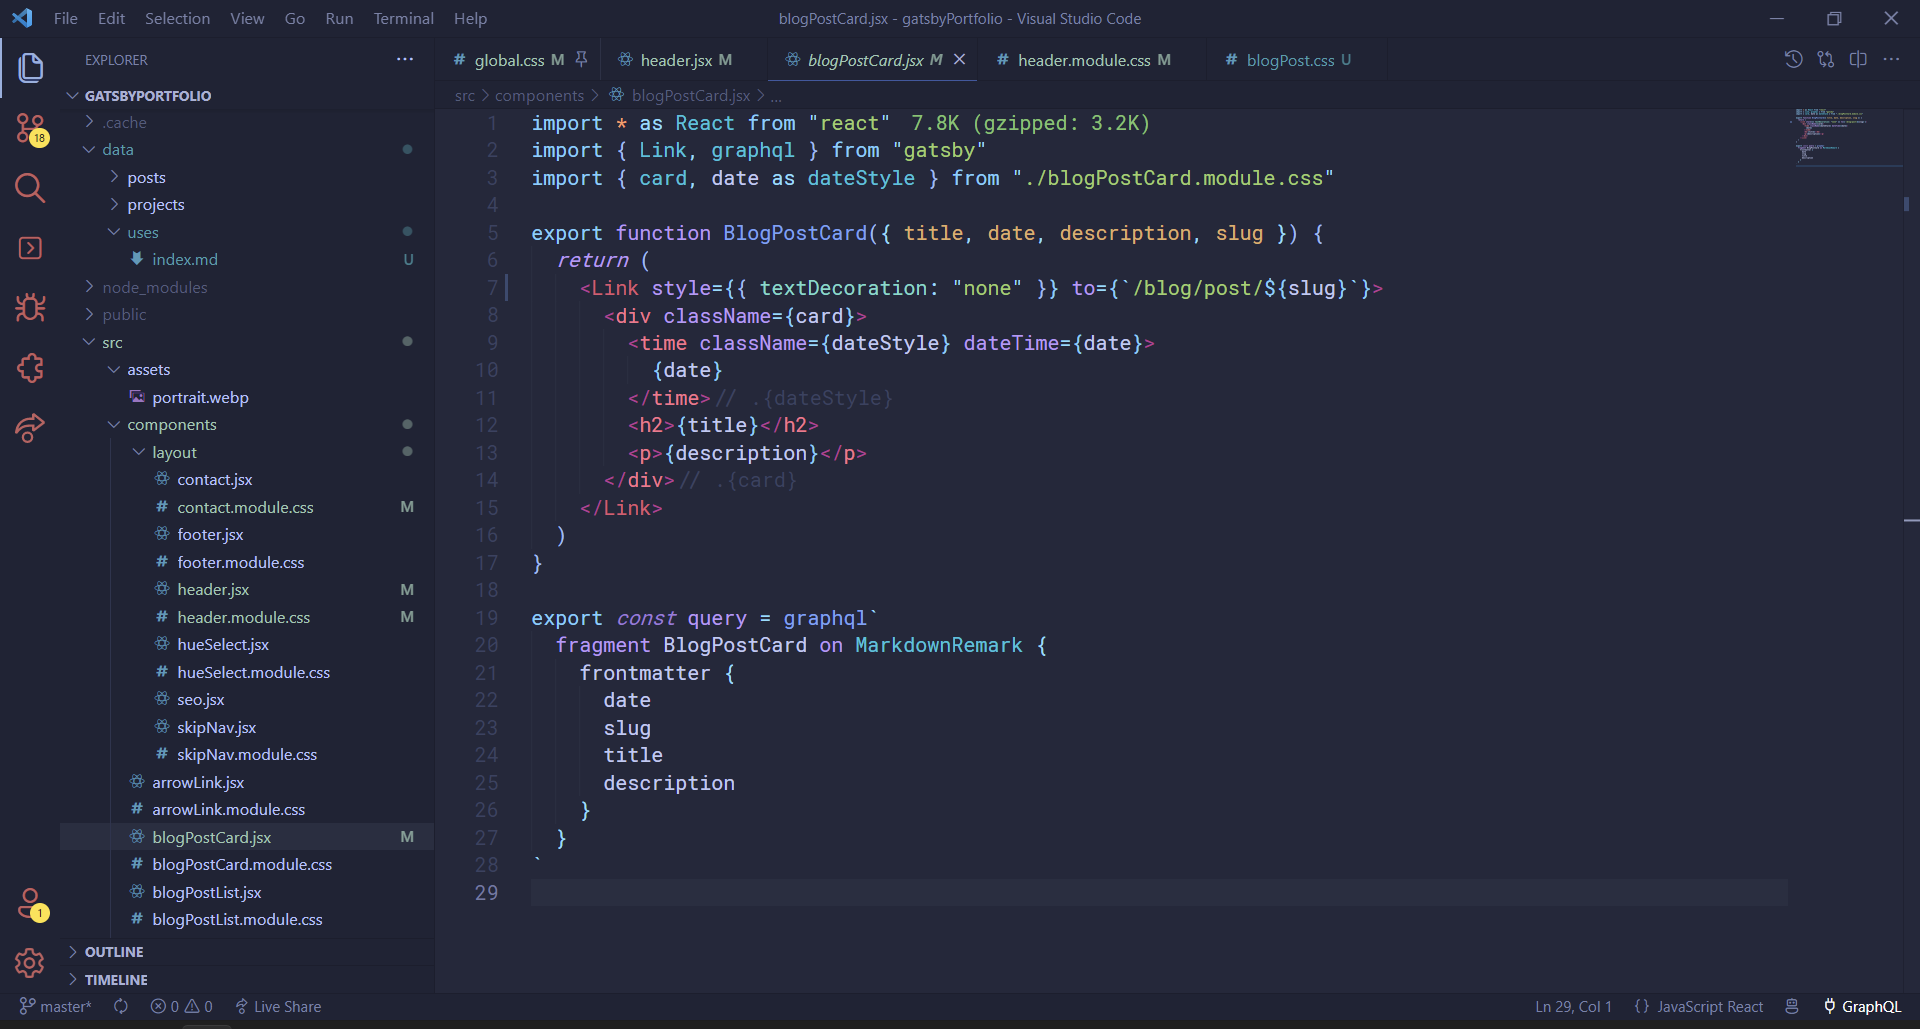 File Edit Selection View Go Run Terminal Help
blogPostCard.jsx - gatsbyPortfolio - Visual Studio Code
EXPLORER
GATSBYPORTFOLIO
.cache
data
posts
projects
uses
index.md U
node_modules
public
src
assets
portrait.webp
components
layout
contact.jsx
contact.module.css M
footer.jsx
footer.module.css
header.jsx M
header.module.css M
hueSelect.jsx
hueSelect.module.css
seo.jsx
skipNav.jsx
skipNav.module.css
arrowLink.jsx
arrowLink.module.css
blogPostCard.jsx M
blogPostCard.module.css
blogPostList.jsx
blogPostList.module.css
OUTLINE
TIMELINE
18
1
# global.css M header.jsx M blogPostCard.jsx M # header.module.css M # blogPost.css U
src > components > blogPostCard.jsx > ...
1 import * as React from "react" 7.8K (gzipped: 3.2K)
2 import { Link, graphql } from "gatsby"
3 import { card, date as dateStyle } from "./blogPostCard.module.css"
4
5 export function BlogPostCard({ title, date, description, slug }) {
6 return (
7 <Link style={{ textDecoration: "none" }} to={`/blog/post/${slug}`}>
8 <div className={card}>
9 <time className={dateStyle} dateTime={date}>
10 {date}
11 </time>// .{dateStyle}
12 <h2>{title}</h2>
13 <p>{description}</p>
14 </div>// .{card}
15 </Link>
16 )
17 }
18
19 export const query = graphql`
20 fragment BlogPostCard on MarkdownRemark {
21 frontmatter {
22 date
23 slug
24 title
25 description
26 }
27 }
28 `
29
master* 0 0 Live Share
Ln 29, Col 1 {} JavaScript React GraphQL